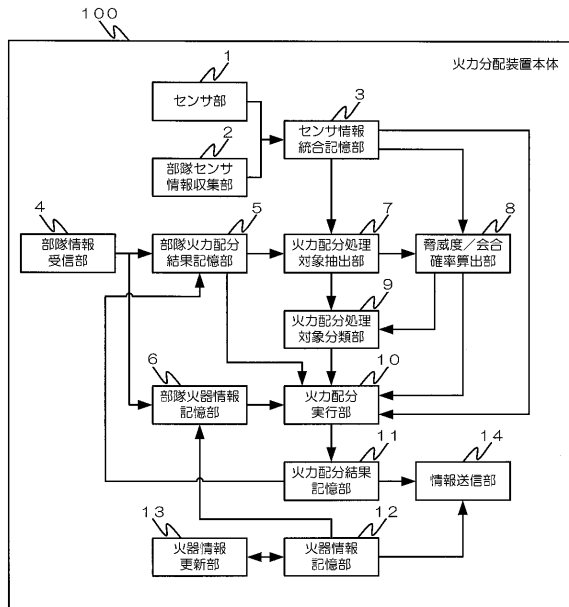 100
火力分配装置本体
1
センサ部
2
部隊センサ
情報収集部
3
センサ情報
統合記憶部
4
部隊情報
受信部
5
部隊火力配分
結果記憶部
7
火力配分処理
対象抽出部
8
脅威度／会合
確率算出部
9
火力配分処理
対象分類部
6
部隊火器情報
記憶部
10
火力配分
実行部
11
火力配分結果
記憶部
14
情報送信部
13
火器情報
更新部
12
火器情報
記憶部